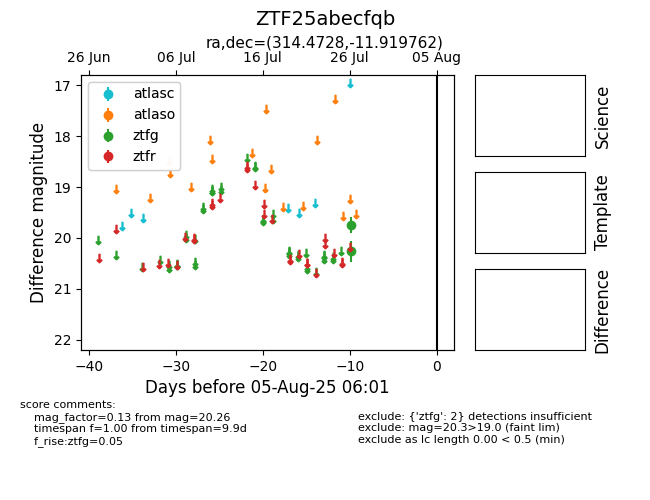 ZTF25abecfqb
ra,dec=(314.4728,-11.919762)
26 Jun 06 Jul 16 Jul 26 Jul 05 Aug
atlasc
atlaso
ztfg
ztfr
17
18
19
20
21
22
Difference magnitude
−40 −30 −20 −10 0
Days before 05-Aug-25 06:01
Science
Template
Difference
score comments:
mag_factor=0.13 from mag=20.26
timespan f=1.00 from timespan=9.9d
f_rise:ztfg=0.05
exclude: {'ztfg': 2} detections insufficient
exclude: mag=20.3>19.0 (faint lim)
exclude as lc length 0.00 < 0.5 (min)